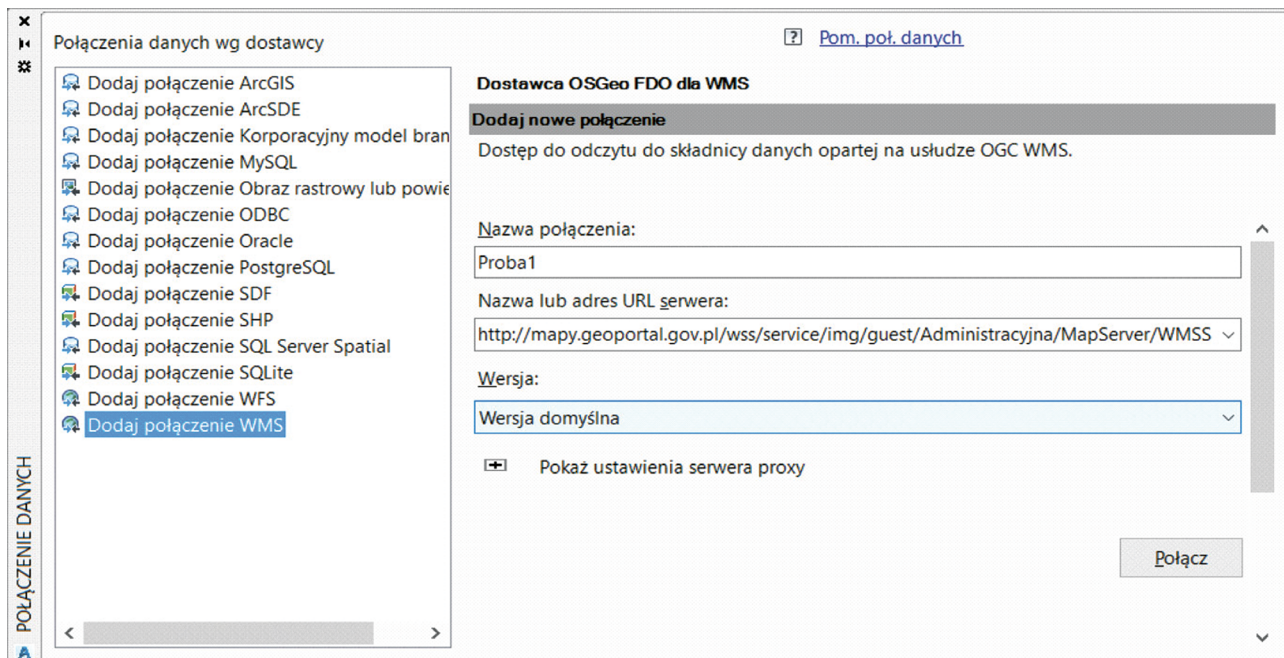 Połączenia danych wg dostawcy
Dodaj połączenie ArcGIS
Dodaj połączenie ArcSDE
Dodaj połączenie Korporacyjny model bran
Dodaj połączenie MySQL
Dodaj połączenie Obraz rastrowy lub powie
Dodaj połączenie ODBC
Dodaj połączenie Oracle
Dodaj połączenie PostgreSQL
Dodaj połączenie SDF
Dodaj połączenie SHP
Dodaj połączenie SQL Server Spatial
Dodaj połączenie SQLite
Dodaj połączenie WFS
Dodaj połączenie WMS
POŁĄCZENIE DANYCH
? Pom. poł. danych
Dostawca OSGeo FDO dla WMS
Dodaj nowe połączenie
Dostęp do odczytu do składnicy danych opartej na usłudze OGC WMS.
Nazwa połączenia:
Proba1
Nazwa lub adres URL serwera:
http://mapy.geoportal.gov.pl/wss/service/img/guest/Administracyjna/MapServer/WMSS
Wersja:
Wersja domyślna
Pokaż ustawienia serwera proxy
Połącz